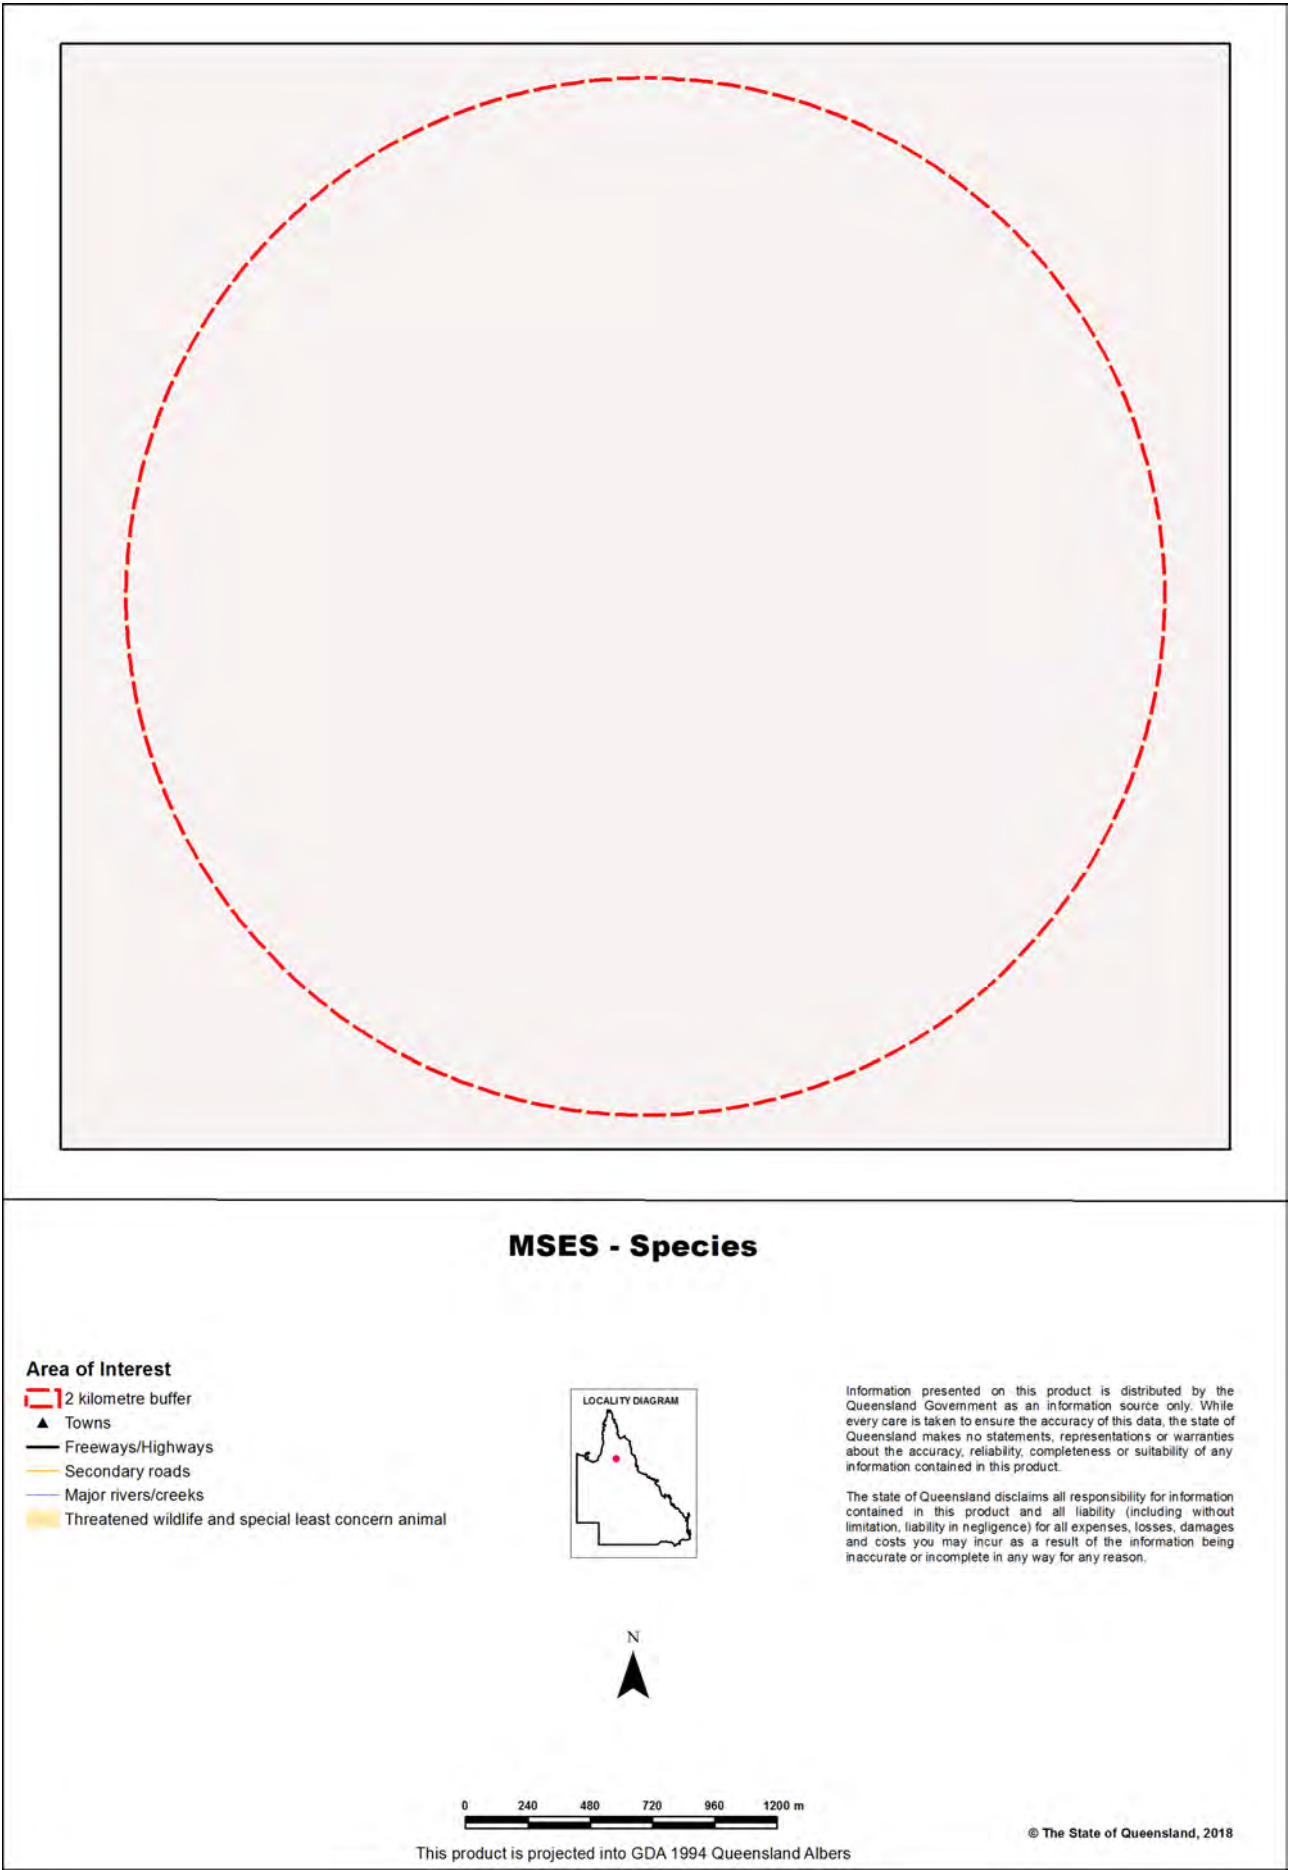 MSES - Species
Area of Interest
2 kilometre buffer
Towns
Freeways/Highways
Secondary roads
Major rivers/creeks
Threatened wildlife and special least concern animal
LOCALITY DIAGRAM
Information presented on this product is distributed by the
Queensland Government as an information source only. While
every care is taken to ensure the accuracy of this data, the state of
Queensland makes no statements, representations or warranties
about the accuracy, reliability, completeness or suitability of any
information contained in this product.
The state of Queensland disclaims all responsibility for information
contained in this product and all liability (including without
limitation, liability in negligence) for all expenses, losses, damages
and costs you may incur as a result of the information being
inaccurate or incomplete in any way for any reason.
N
0 240 480 720 960 1200 m
This product is projected into GDA 1994 Queensland Albers
© The State of Queensland, 2018